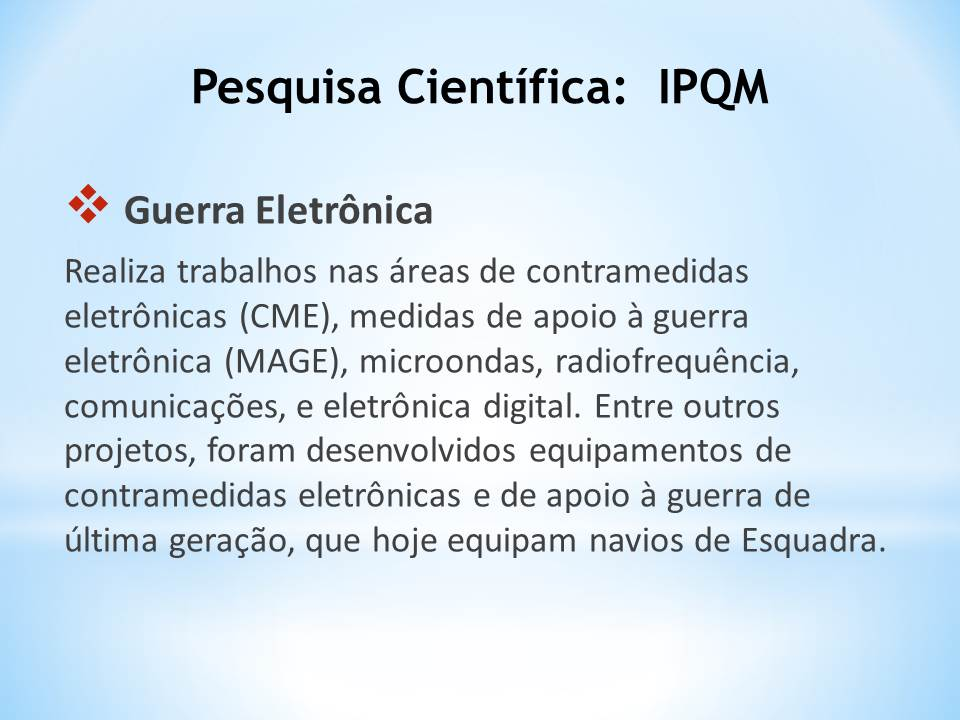 Pesquisa Científica:  IPQM
❖ Guerra Eletrônica
Realiza trabalhos nas áreas de contramedidas
eletrônicas (CME), medidas de apoio à guerra
eletrônica (MAGE), microondas, radiofrequência,
comunicações, e eletrônica digital. Entre outros
projetos, foram desenvolvidos equipamentos de
contramedidas eletrônicas e de apoio à guerra de
última geração, que hoje equipam navios de Esquadra.